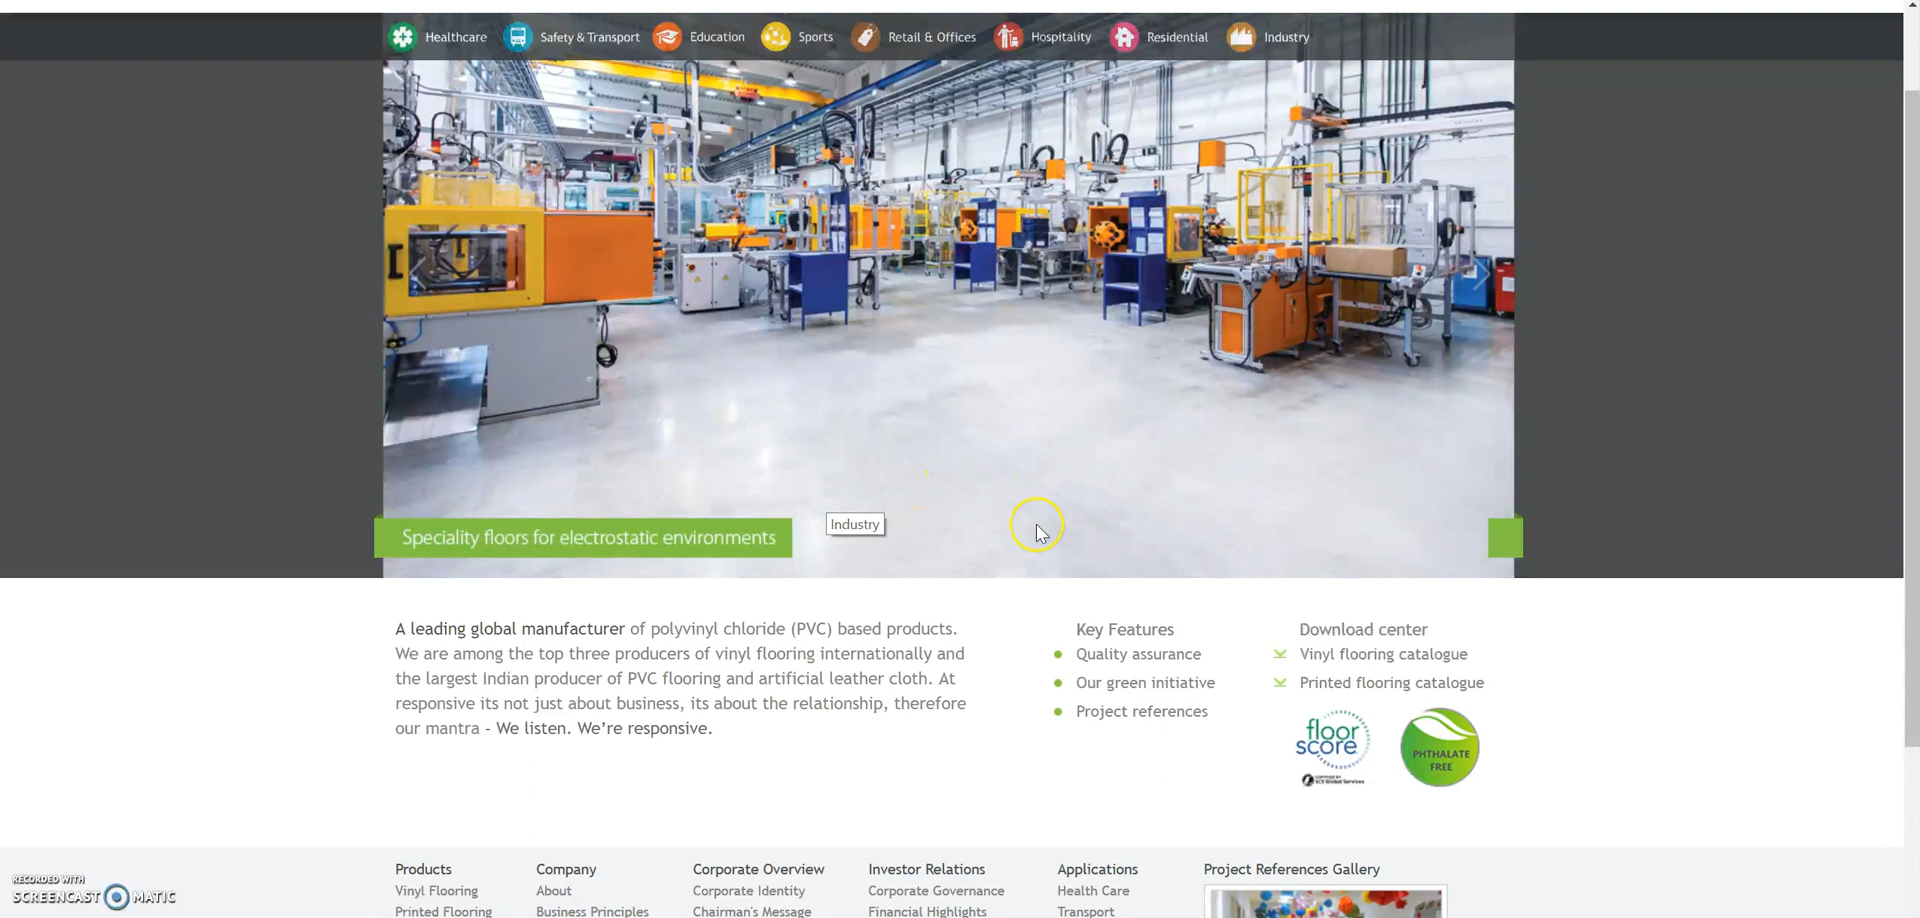 Healthcare Safety & Transport Education Sports Retail & Offices Hospitality Residential Industry
Speciality floors for electrostatic environments
Industry
A leading global manufacturer of polyvinyl chloride (PVC) based products.
We are among the top three producers of vinyl flooring internationally and
the largest Indian producer of PVC flooring and artificial leather cloth. At
responsive its not just about business, its about the relationship, therefore
our mantra - We listen. We're responsive.
Key Features
Quality assurance
Our green initiative
Project references
Download center
Vinyl flooring catalogue
Printed flooring catalogue
floor
score
CERTIFIED BY
SCS Global Services
PHTHALATE
FREE
Products
Vinyl Flooring
Printed Flooring
Company
About
Business Principles
Corporate Overview
Corporate Identity
Chairman's Message
Investor Relations
Corporate Governance
Financial Highlights
Applications
Health Care
Transport
Project References Gallery
RECORDED WITH
SCREENCAST MATIC